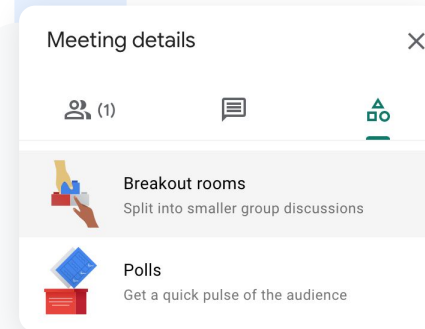 Meeting details
(1)
Breakout rooms
Split into smaller group discussions
Polls
Get a quick pulse of the audience